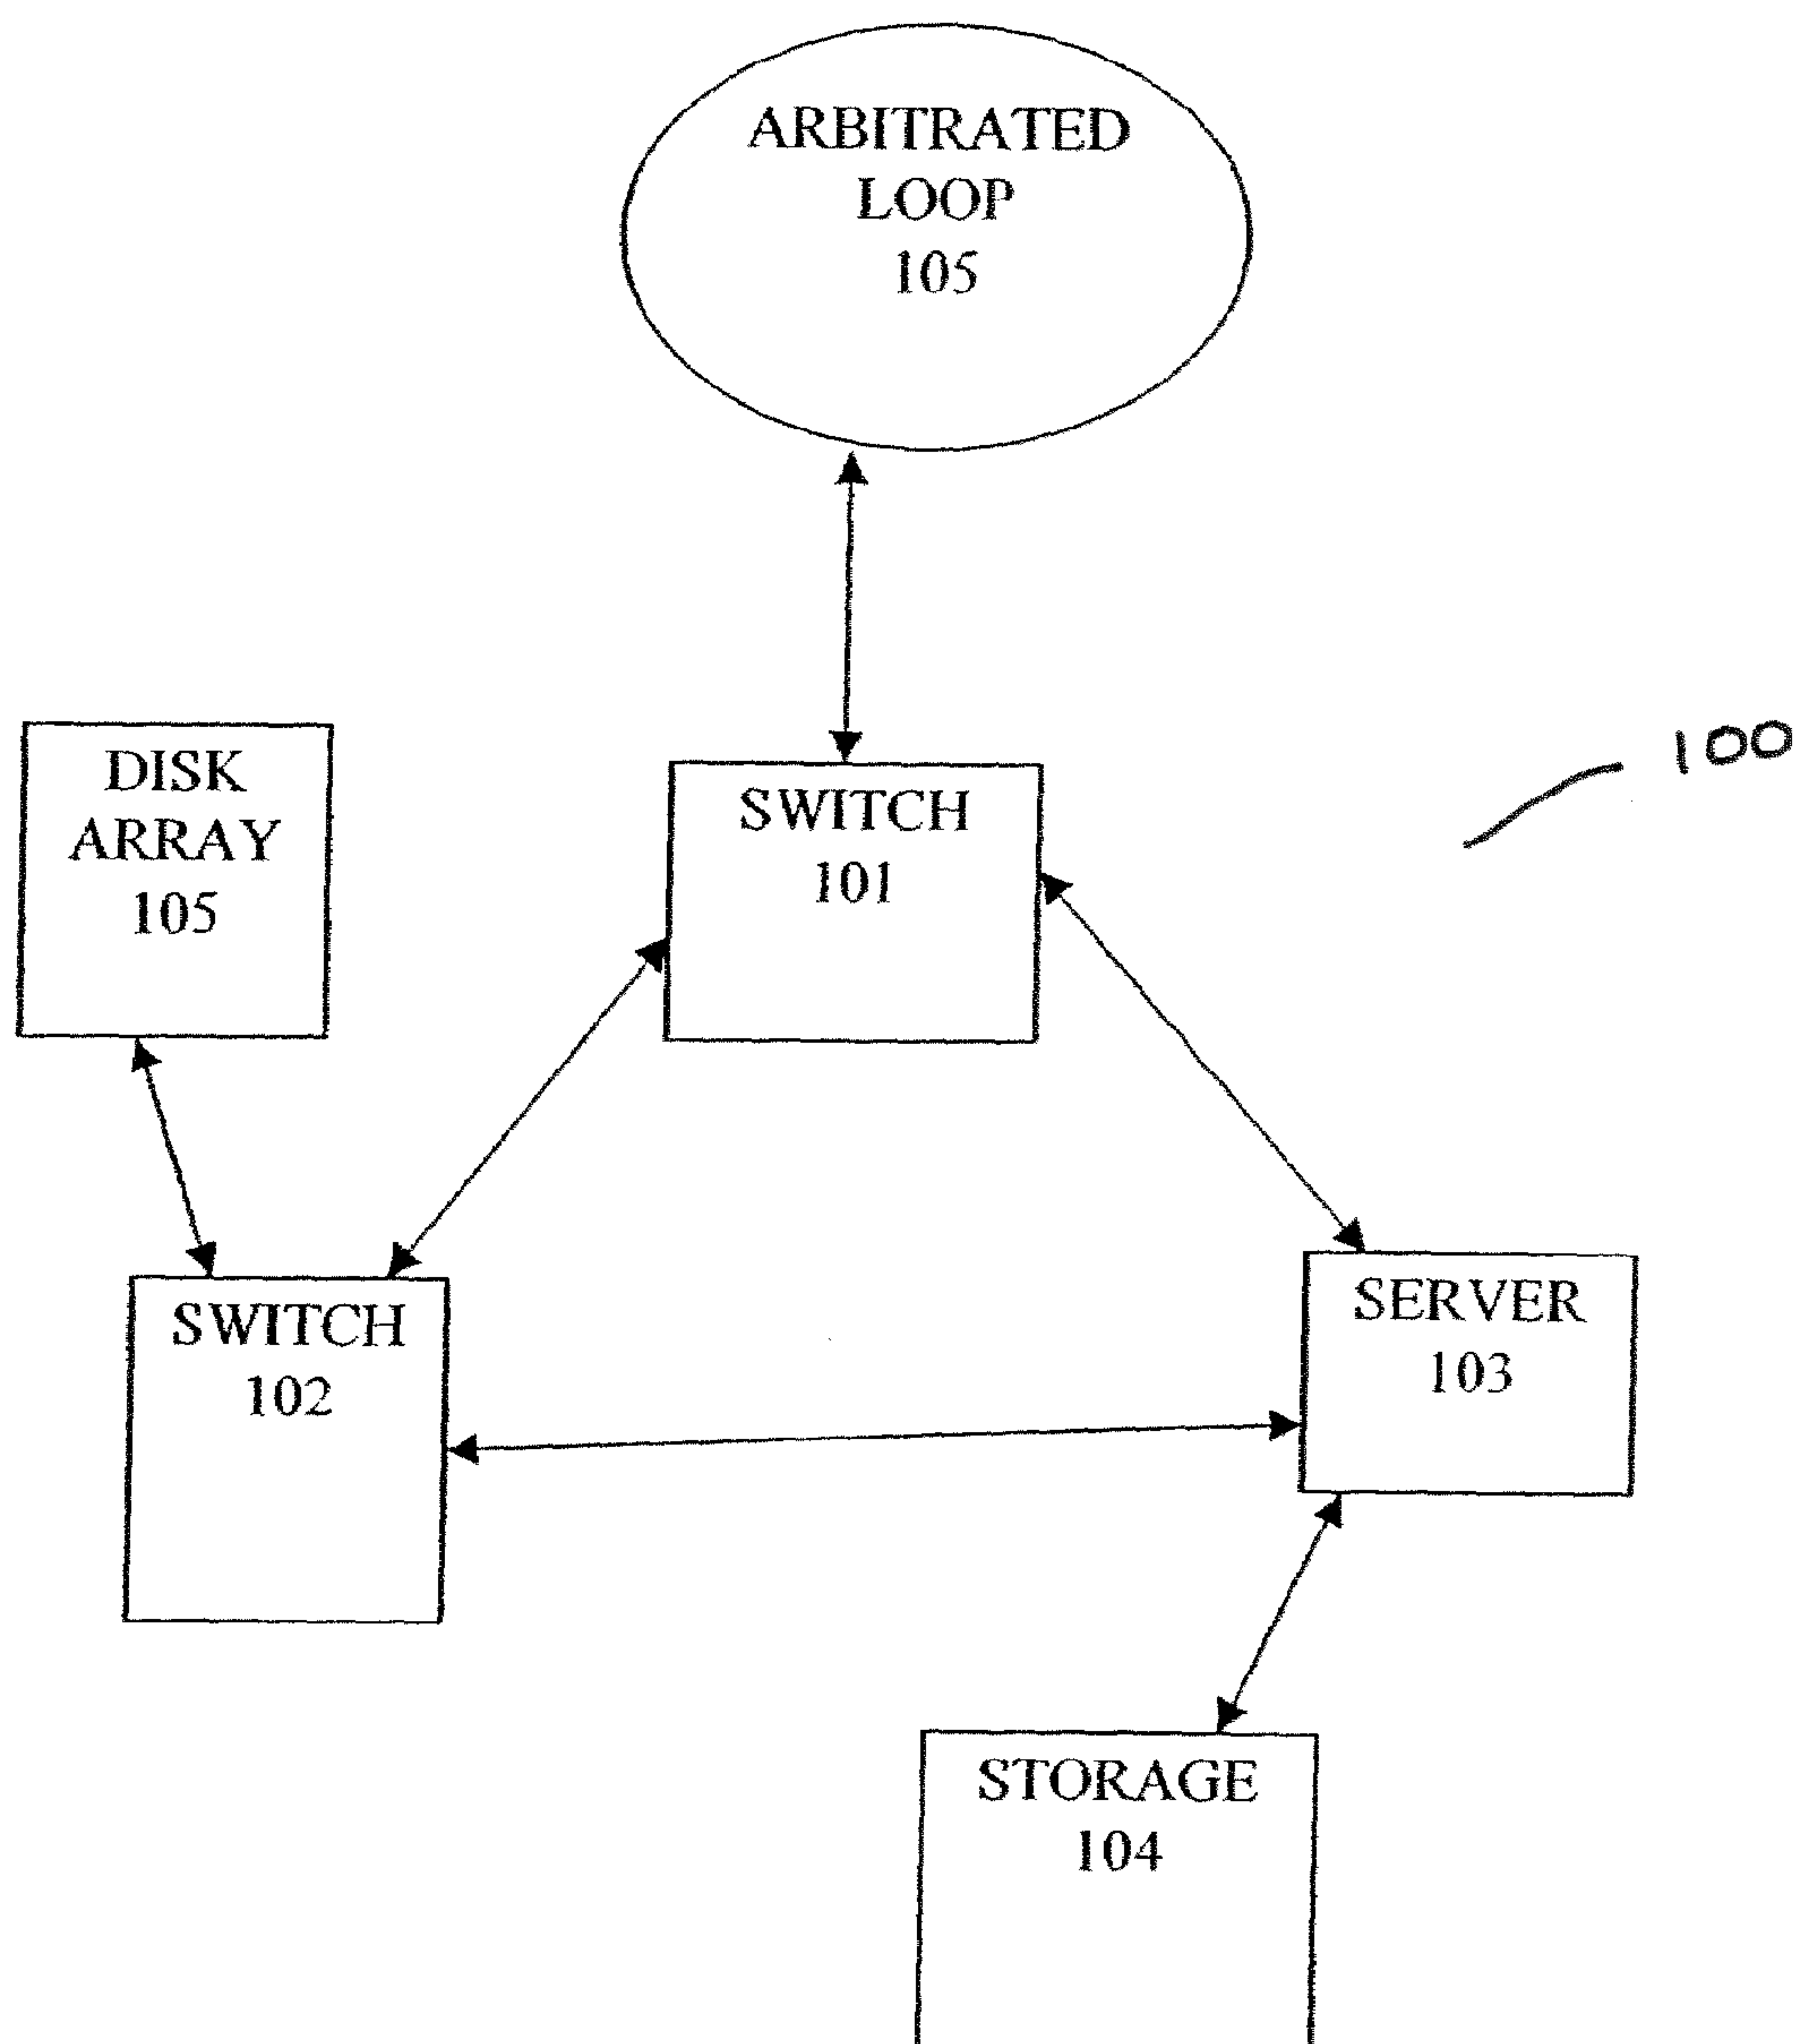 ARBITRATED
LOOP
105
DISK
ARRAY
105
SWITCH
101
100
SWITCH
102
SERVER
103
STORAGE
104